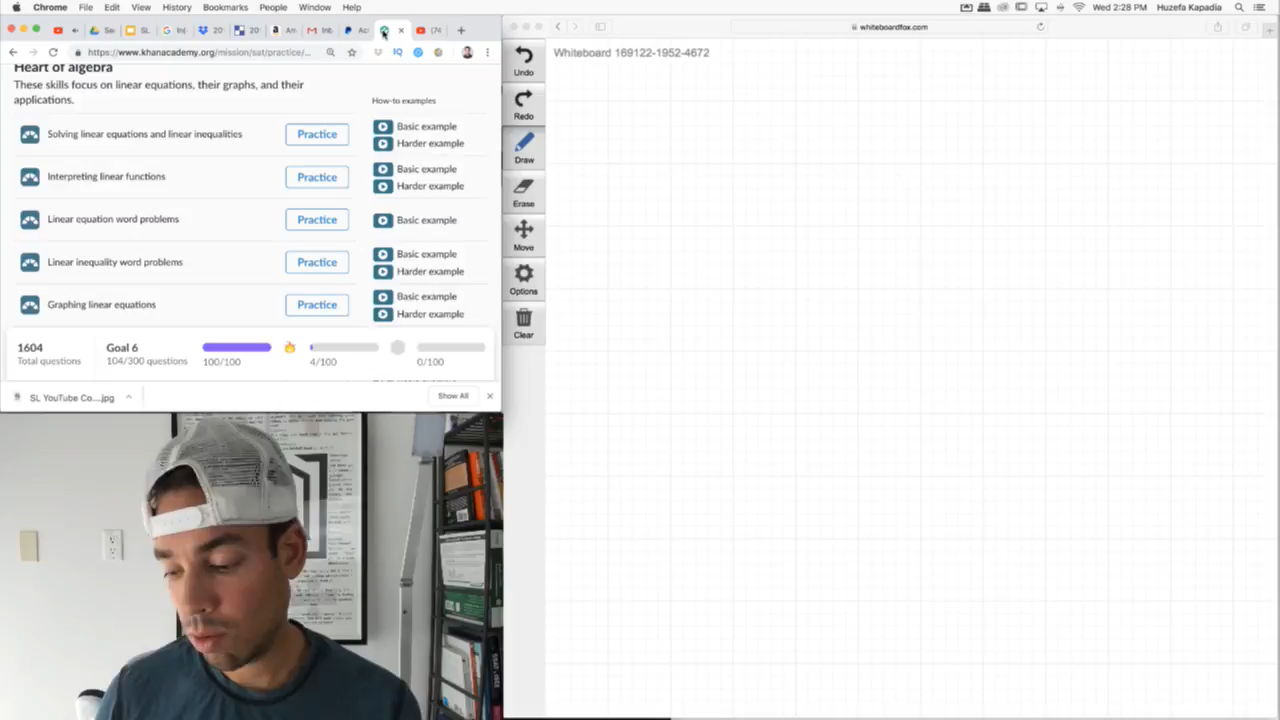 Chrome File Edit View History Bookmarks People Window Help
Wed 2:28 PM Huzefa Kapadia
https://www.khanacademy.org/mission/sat/practice/...
whiteboardfox.com
Heart of algebra
These skills focus on linear equations, their graphs, and their
applications.
How-to examples
Solving linear equations and linear inequalities Practice Basic example
Harder example
Interpreting linear functions Practice Basic example
Harder example
Linear equation word problems Practice Basic example
Linear inequality word problems Practice Basic example
Harder example
Graphing linear equations Practice Basic example
Harder example
1604 Goal 6
Total questions 104/300 questions 100/100 4/100 0/100
SL YouTube Co....jpg Show All
Whiteboard 169122-1952-4672
Undo
Redo
Draw
Erase
Move
Options
Clear